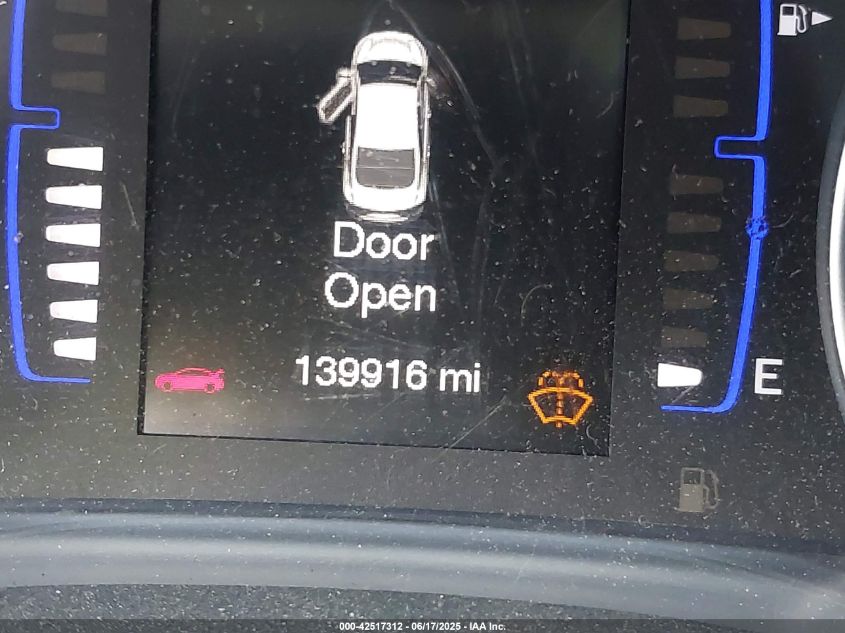 Door
Open
139916 mi
E
000-42517312 - 06/17/2025 - IAA Inc.